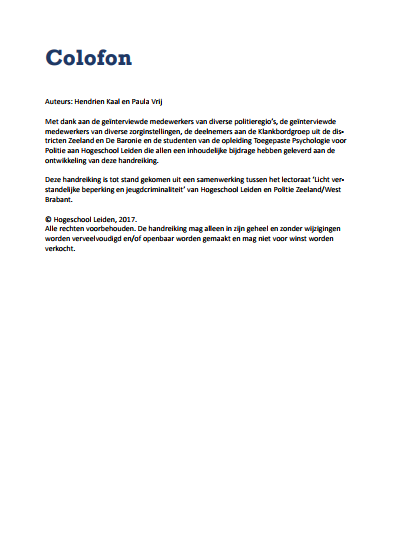 Colofon
Auteurs: Hendrien Kaal en Paula Vrij
Met dank aan de geïnterviewde medewerkers van diverse politieregio's, de geïnterviewde
medewerkers van diverse zorginstellingen, de deelnemers aan de Klankbordgroep uit de dis-
tricten Zeeland en De Baronie en de studenten van de opleiding Toegepaste Psychologie voor
Politie aan Hogeschool Leiden die allen een inhoudelijke bijdrage hebben geleverd aan de
ontwikkeling van deze handreiking.
Deze handreiking is tot stand gekomen uit een samenwerking tussen het lectoraat 'Licht ver-
standelijke beperking en jeugdcriminaliteit' van Hogeschool Leiden en Politie Zeeland/West
Brabant.
© Hogeschool Leiden, 2017.
Alle rechten voorbehouden. De handreiking mag alleen in zijn geheel en zonder wijzigingen
worden verveelvoudigd en/of openbaar worden gemaakt en mag niet voor winst worden
verkocht.